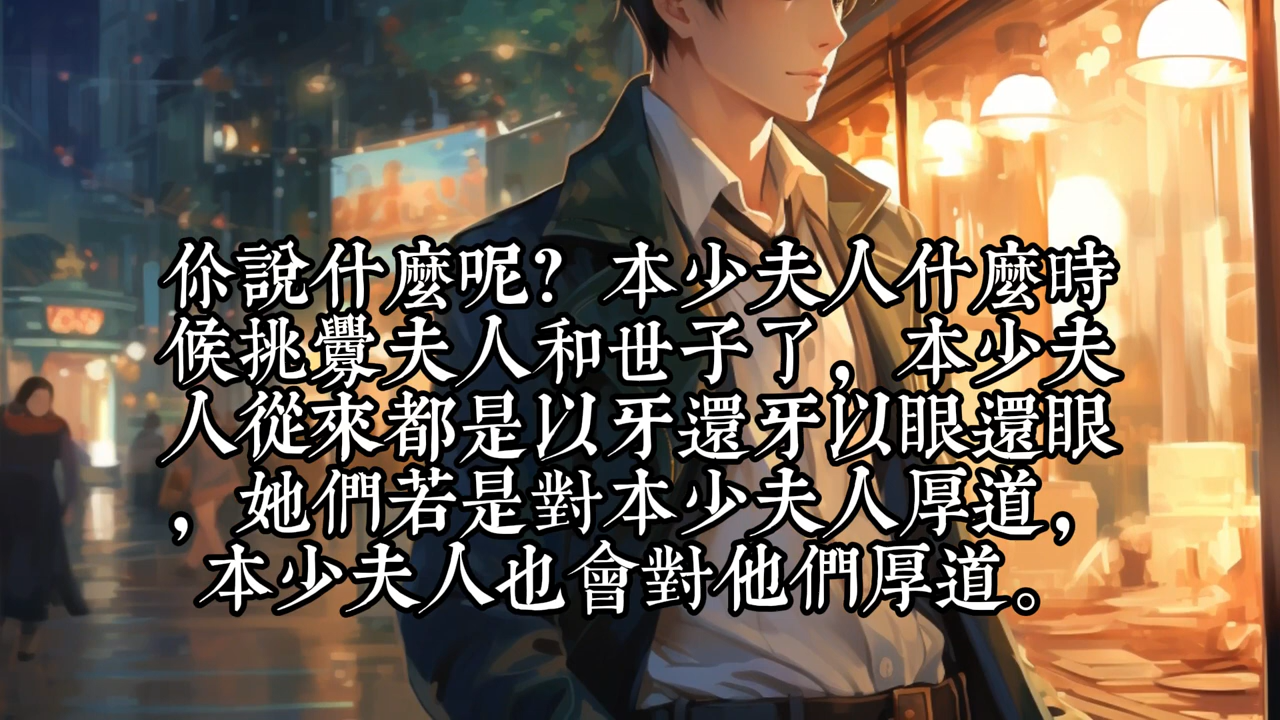 你說什麼呢？本少夫人什麼時
候挑釁夫人和世子了，本少夫
人從來都是以牙還牙以眼還眼
，她們若是對本少夫人厚道，
本少夫人也會對他們厚道。